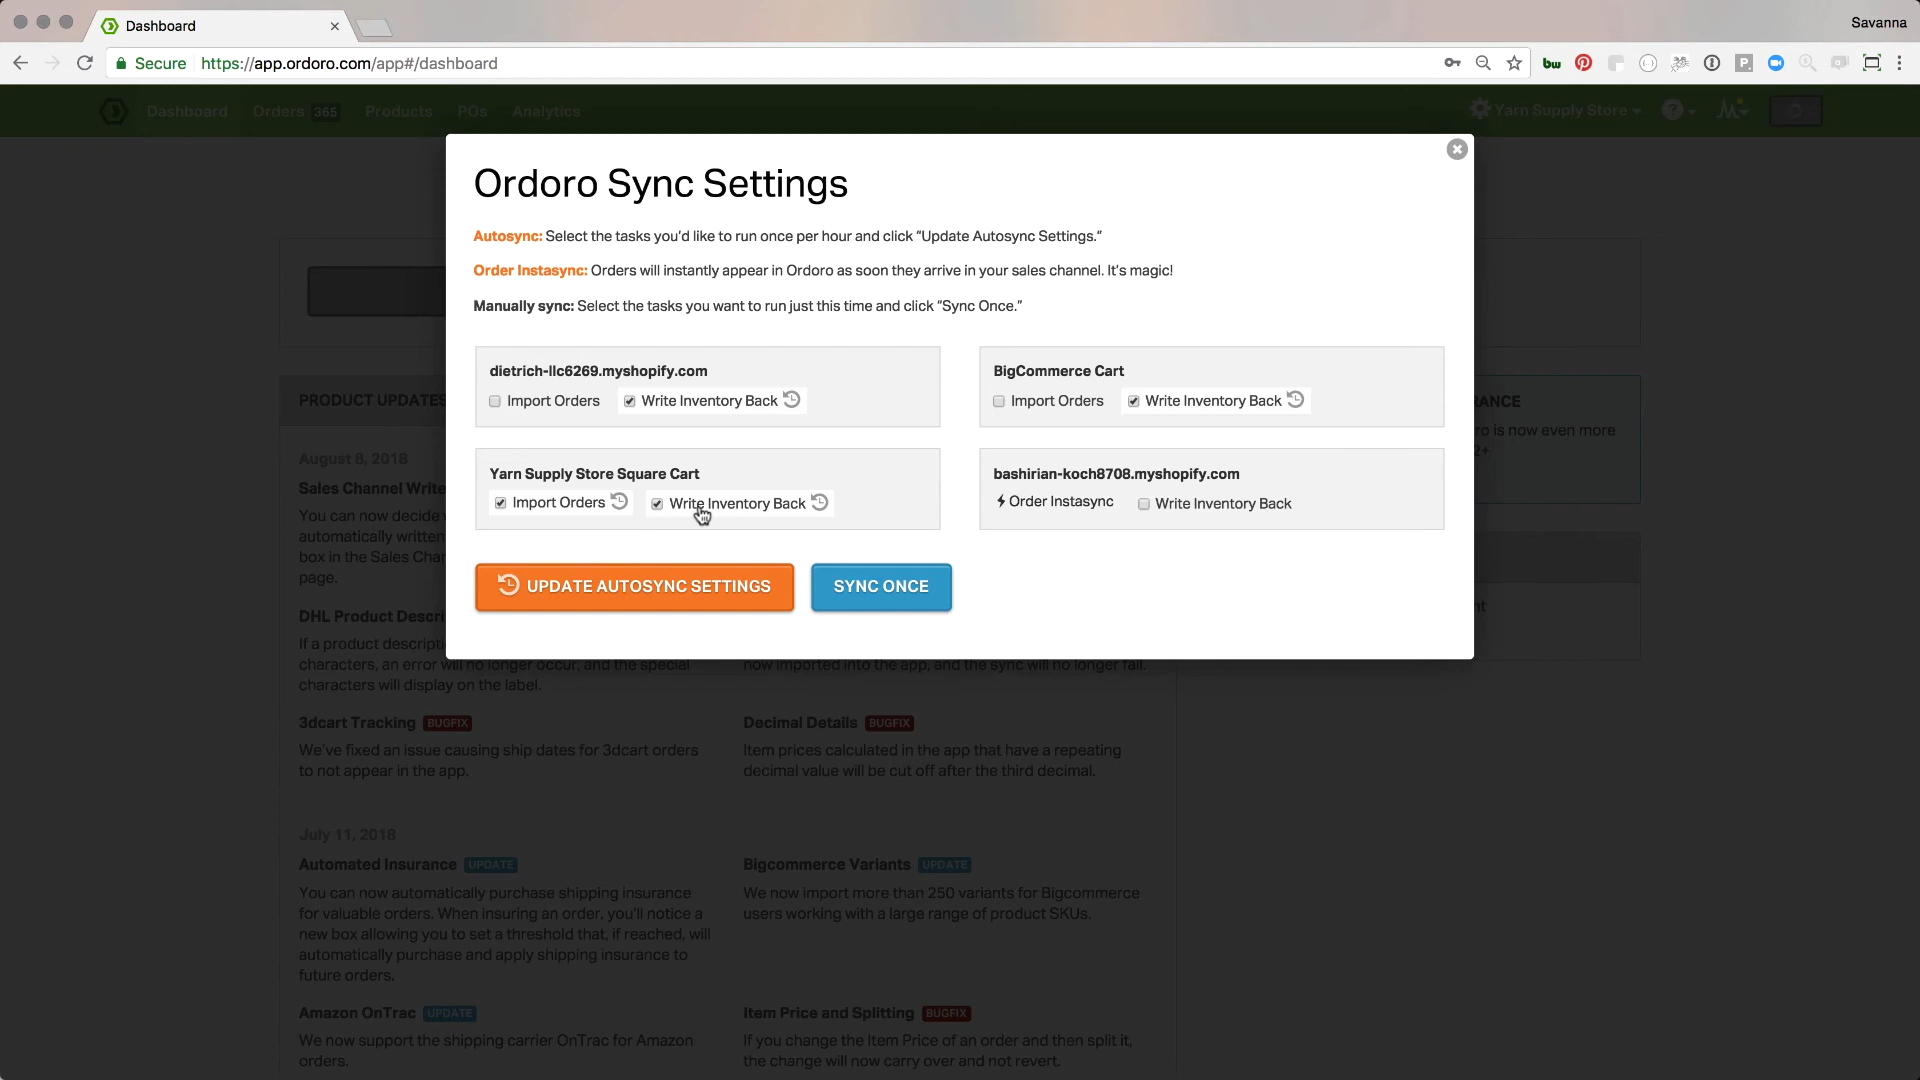 Dashboard
Savanna
Secure https://app.ordoro.com/app#/dashboard
Dashboard Orders 365 Products POs Analytics Yarn Supply Store
Ordoro Sync Settings
Autosync: Select the tasks you'd like to run once per hour and click "Update Autosync Settings."
Order Instasync: Orders will instantly appear in Ordoro as soon they arrive in your sales channel. It's magic!
Manually sync: Select the tasks you want to run just this time and click "Sync Once."
dietrich-llc6269.myshopify.com
Import Orders Write Inventory Back
BigCommerce Cart
Import Orders Write Inventory Back
Yarn Supply Store Square Cart
Import Orders Write Inventory Back
bashirian-koch8708.myshopify.com
Order Instasync Write Inventory Back
UPDATE AUTOSYNC SETTINGS SYNC ONCE
PRODUCT UPDATES
August 8, 2018
Sales Channel Write
You can now decide
automatically written
box in the Sales Chan
page.
DHL Product Descri
If a product descripti
characters, an error will no longer occur, and the special
characters will display on the label.
now imported into the app, and the sync will no longer fail.
RANCE
ro is now even more
2+
nt
3dcart Tracking BUGFIX
We've fixed an issue causing ship dates for 3dcart orders
to not appear in the app.
Decimal Details BUGFIX
Item prices calculated in the app that have a repeating
decimal value will be cut off after the third decimal.
July 11, 2018
Automated Insurance UPDATE
You can now automatically purchase shipping insurance
for valuable orders. When insuring an order, you'll notice a
new box allowing you to set a threshold that, if reached, will
automatically purchase and apply shipping insurance to
future orders.
Bigcommerce Variants UPDATE
We now import more than 250 variants for Bigcommerce
users working with a large range of product SKUs.
Amazon OnTrac UPDATE
We now support the shipping carrier OnTrac for Amazon
orders.
Item Price and Splitting BUGFIX
If you change the Item Price of an order and then split it,
the change will now carry over and not revert.